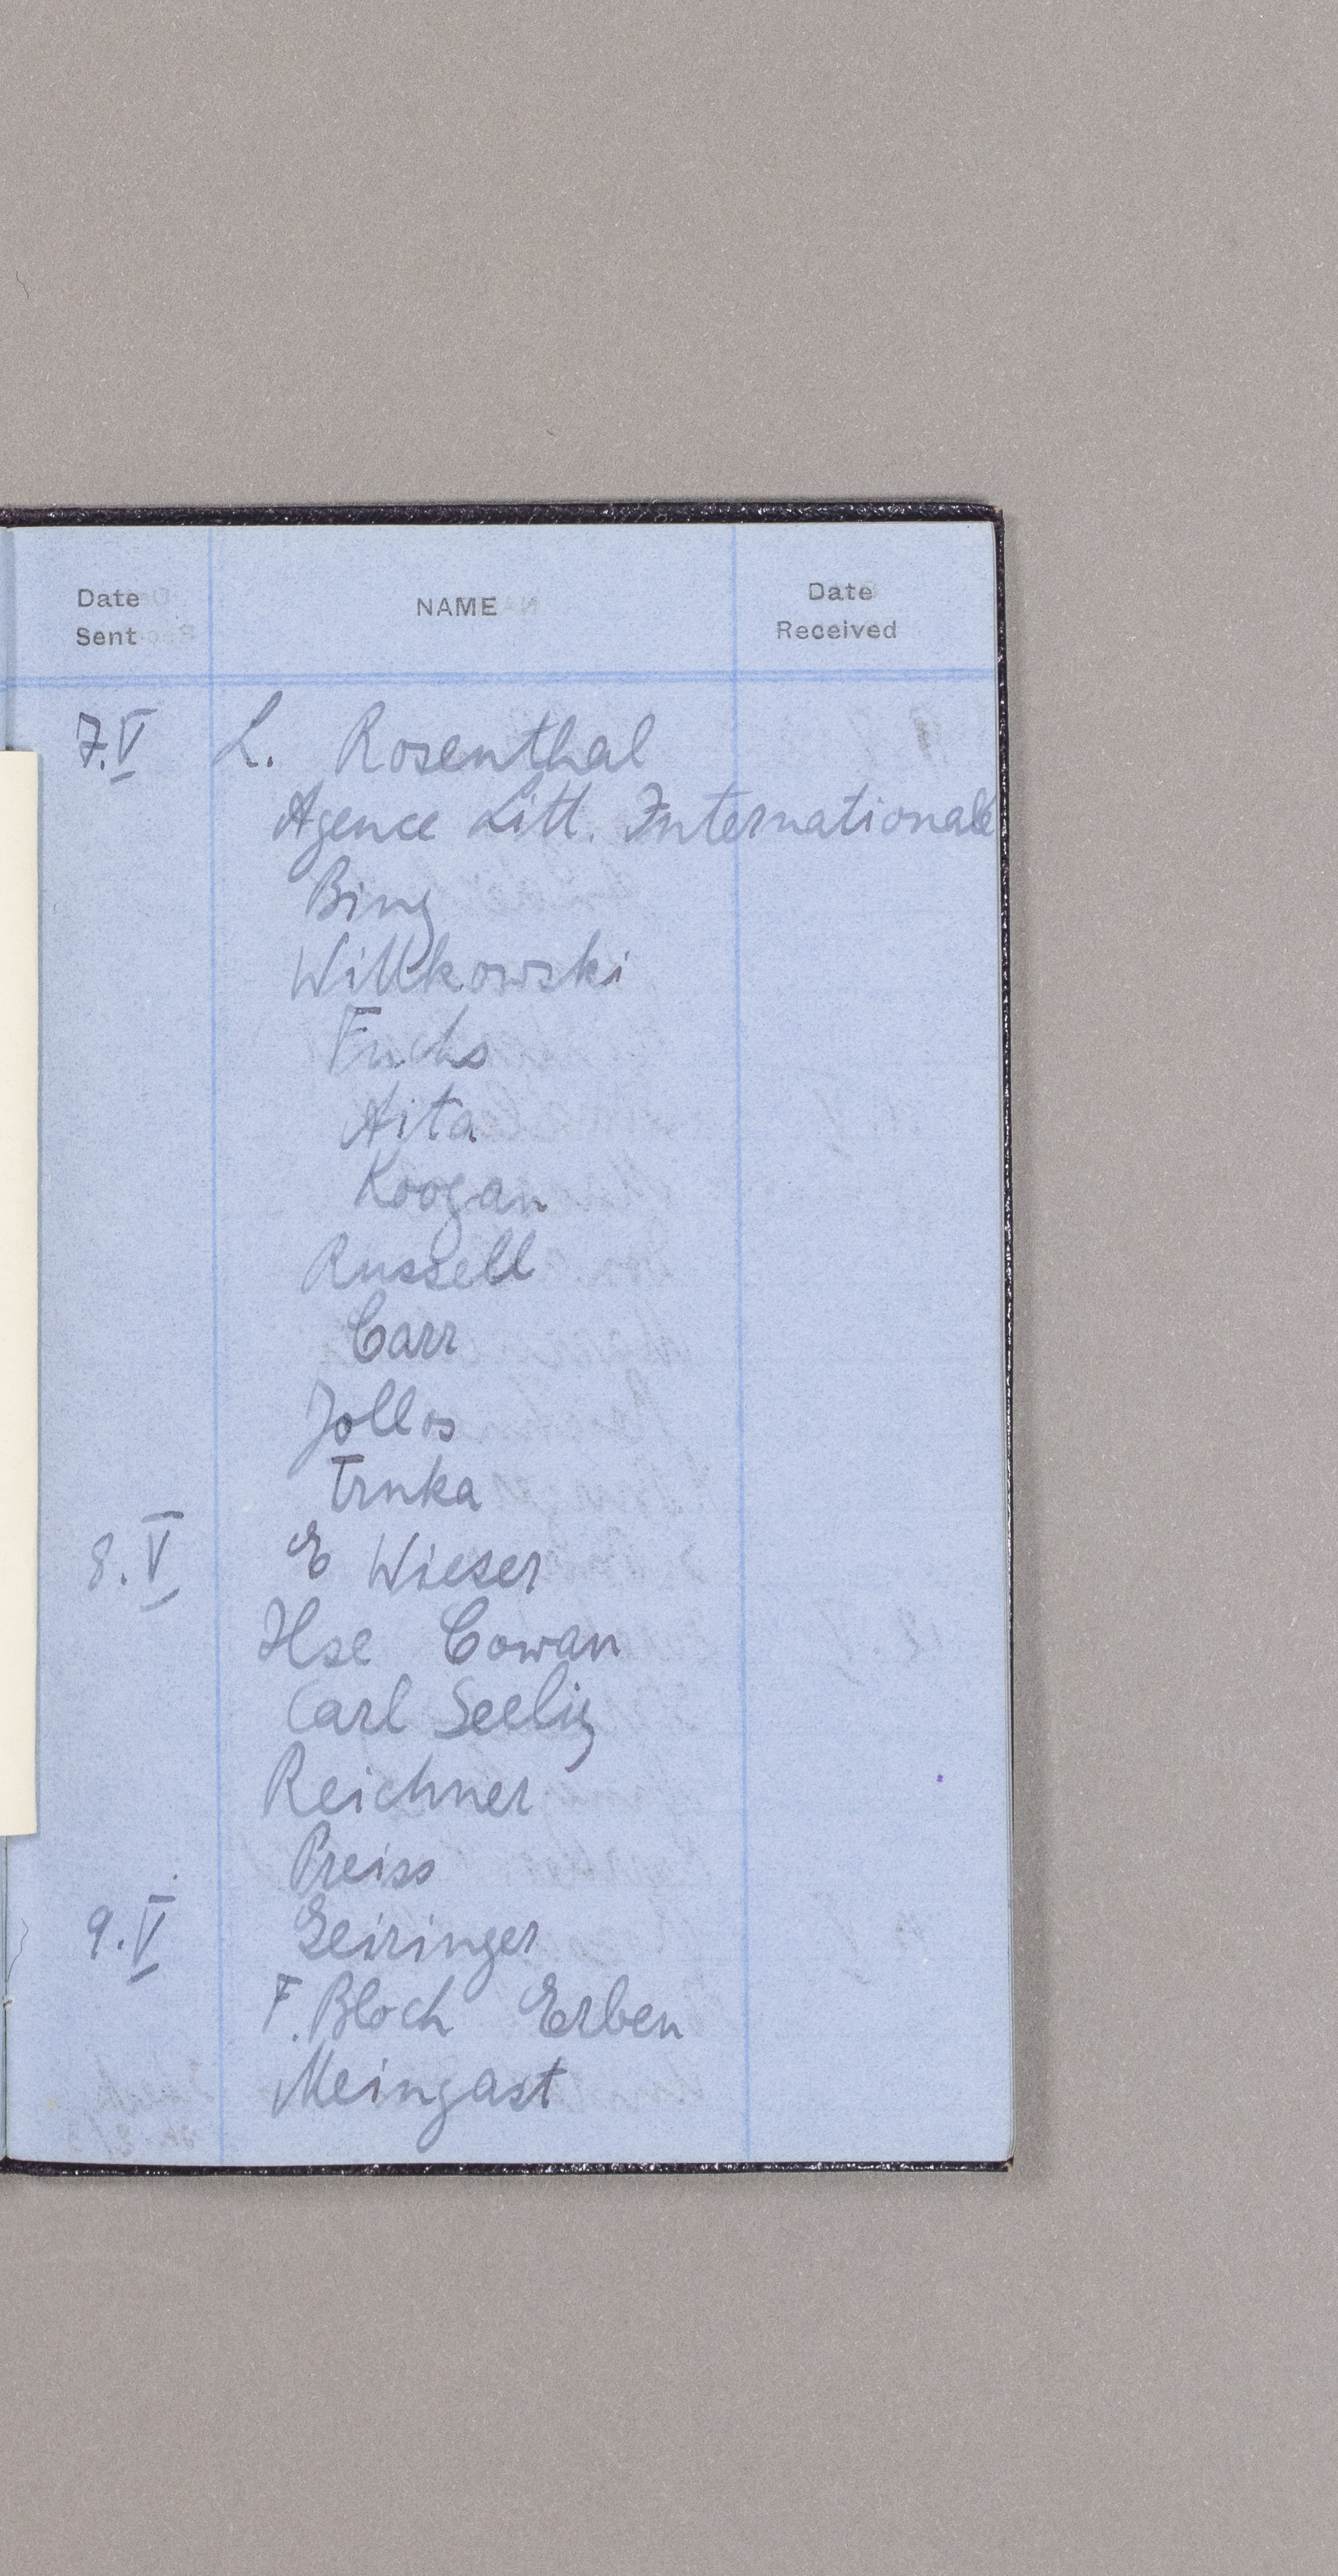 Date Sent NAME Date Received
7.V L. Rosenthal
Agence Litt. Internationale
Bing
Willkowski
Fuchs
Aita
Koogan
Russell
Carr
Jollos
Trnka
8.V E Wieser
Ilse Cowan
Carl Seelig
Reichner
Preiss
9.V Geiringer
F. Bloch Erben
Meingast